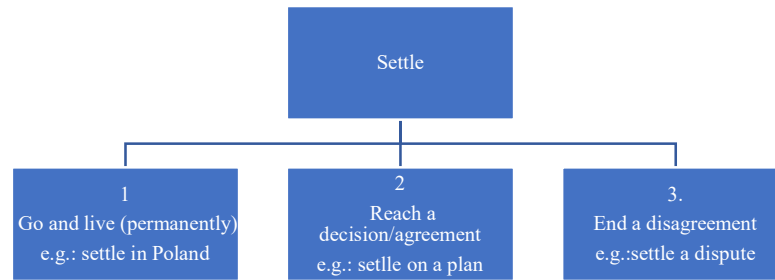 Settle
1
Go and live (permanently)
e.g.: settle in Poland
2
Reach a
decision/agreement
e.g.: setlle on a plan
3.
End a disagreement
e.g.:settle a dispute